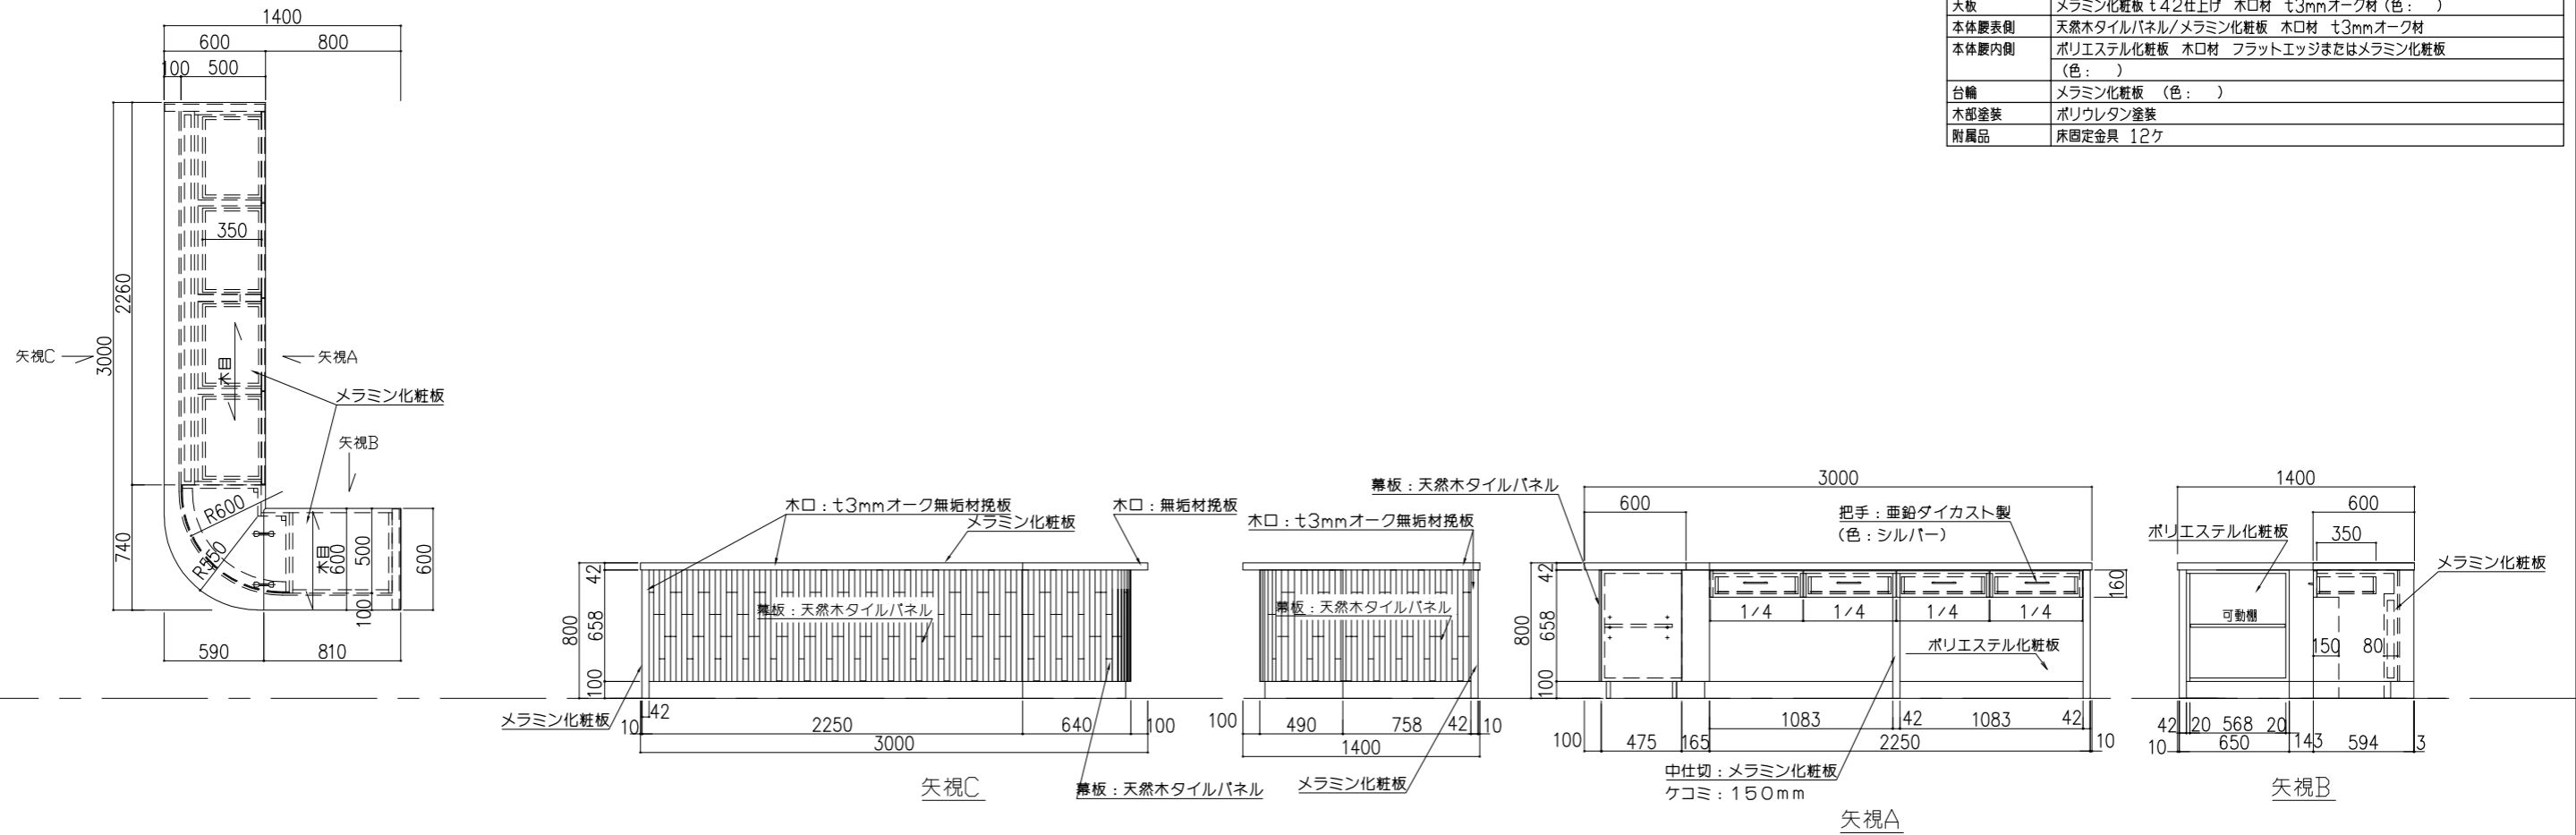 天板 メラミン化粧板 t42仕上げ 木口材 t3mmオーク材 (色: )
本体腰表側 天然木タイルパネル/メラミン化粧板 木口材 t3mmオーク材
本体腰内側 ポリエステル化粧板 木口材 フラットエッジまたはメラミン化粧板
(色: )
台輪 メラミン化粧板 (色: )
木部塗装 ポリウレタン塗装
附属品 床固定金具 12ケ
1400
600 800
100 500
350
2260
3000
740
矢視C
矢視A
木目
メラミン化粧板
矢視B
R600
R550
木目
600
500
100
600
590 810
木口:t3mmオーク無垢材挽板
メラミン化粧板
木口:無垢材挽板
42
658
800
100
幕板:天然木タイルパネル
メラミン化粧板
10 42 2250 640 100
3000
幕板:天然木タイルパネル
矢視C
木口:t3mmオーク無垢材挽板
幕板:天然木タイルパネル
100 490 758 42 10
1400
メラミン化粧板
幕板:天然木タイルパネル
3000
600
把手:亜鉛ダイカスト製
(色:シルバー)
42
658
800
100
160
1/4 1/4 1/4 1/4
ポリエステル化粧板
1083 42 1083 42
100 475 165 2250 10
中仕切:メラミン化粧板
ケコミ:150mm
矢視A
1400
600
ポリエステル化粧板
350
メラミン化粧板
可動棚
150 80
42 20 568 20
10 650 143 594 3
矢視B